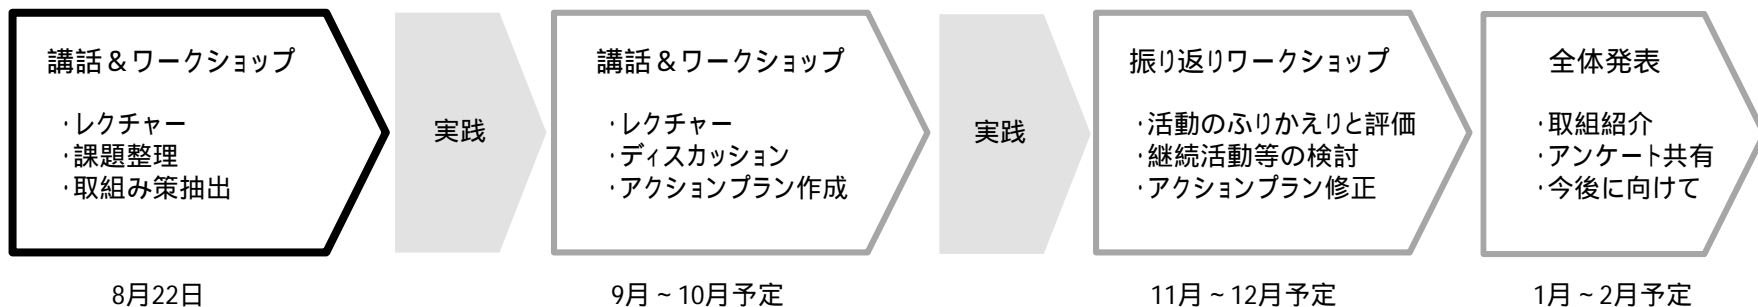 講話＆ワークショップ
・レクチャー
・課題整理
・取組み策抽出
8月22日
実践
講話＆ワークショップ
・レクチャー
・ディスカッション
・アクションプラン作成
9月～10月予定
実践
振り返りワークショップ
・活動のふりかえりと評価
・継続活動等の検討
・アクションプラン修正
11月～12月予定
全体発表
・取組紹介
・アンケート共有
・今後に向けて
1月～2月予定